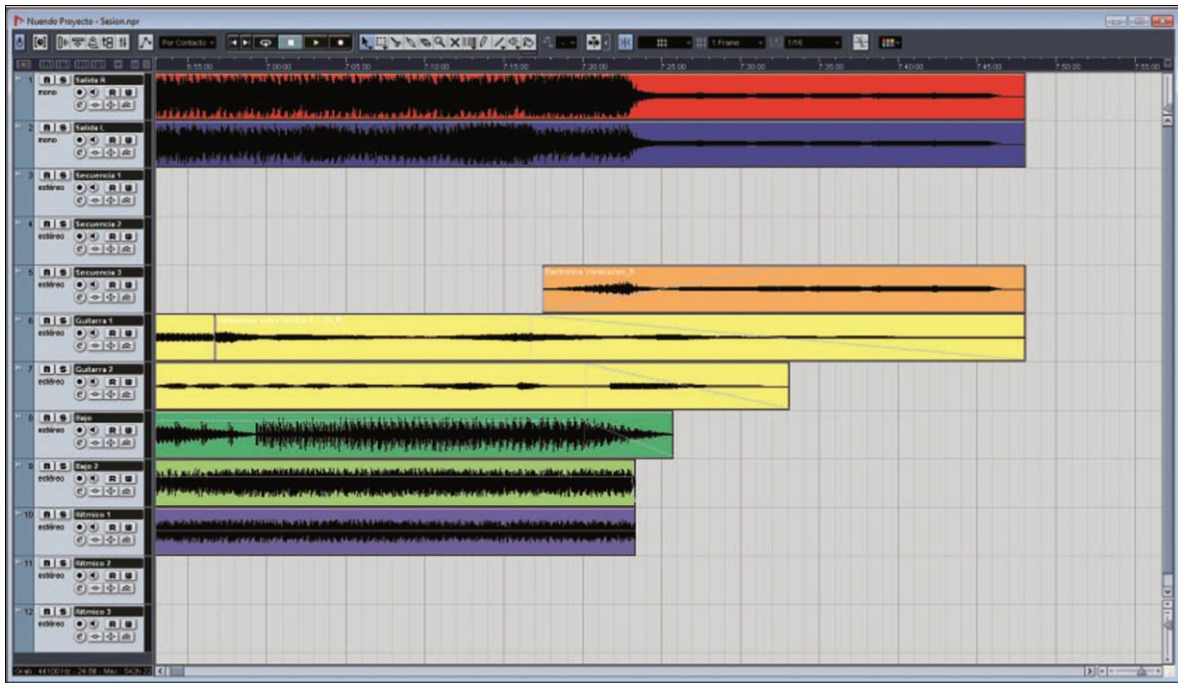 Nuendo Proyecto - Sesion.npr
Por Contacto
1 Frame
1/16
6:55:00 7:00:00 7:05:00 7:10:00 7:15:00 7:20:00 7:25:00 7:30:00 7:35:00 7:40:00 7:45:00 7:50:00 7:55:00
1 Salida R
mono
2 Salida L
mono
3 Secuencia 1
estéreo
4 Secuencia 2
estéreo
5 Secuencia 3
estéreo
6 Guitarra 1
estéreo
7 Guitarra 2
estéreo
8 Bajo
estéreo
9 Bajo 2
estéreo
10 Rítmico 1
estéreo
11 Rítmico 2
estéreo
12 Rítmico 3
estéreo